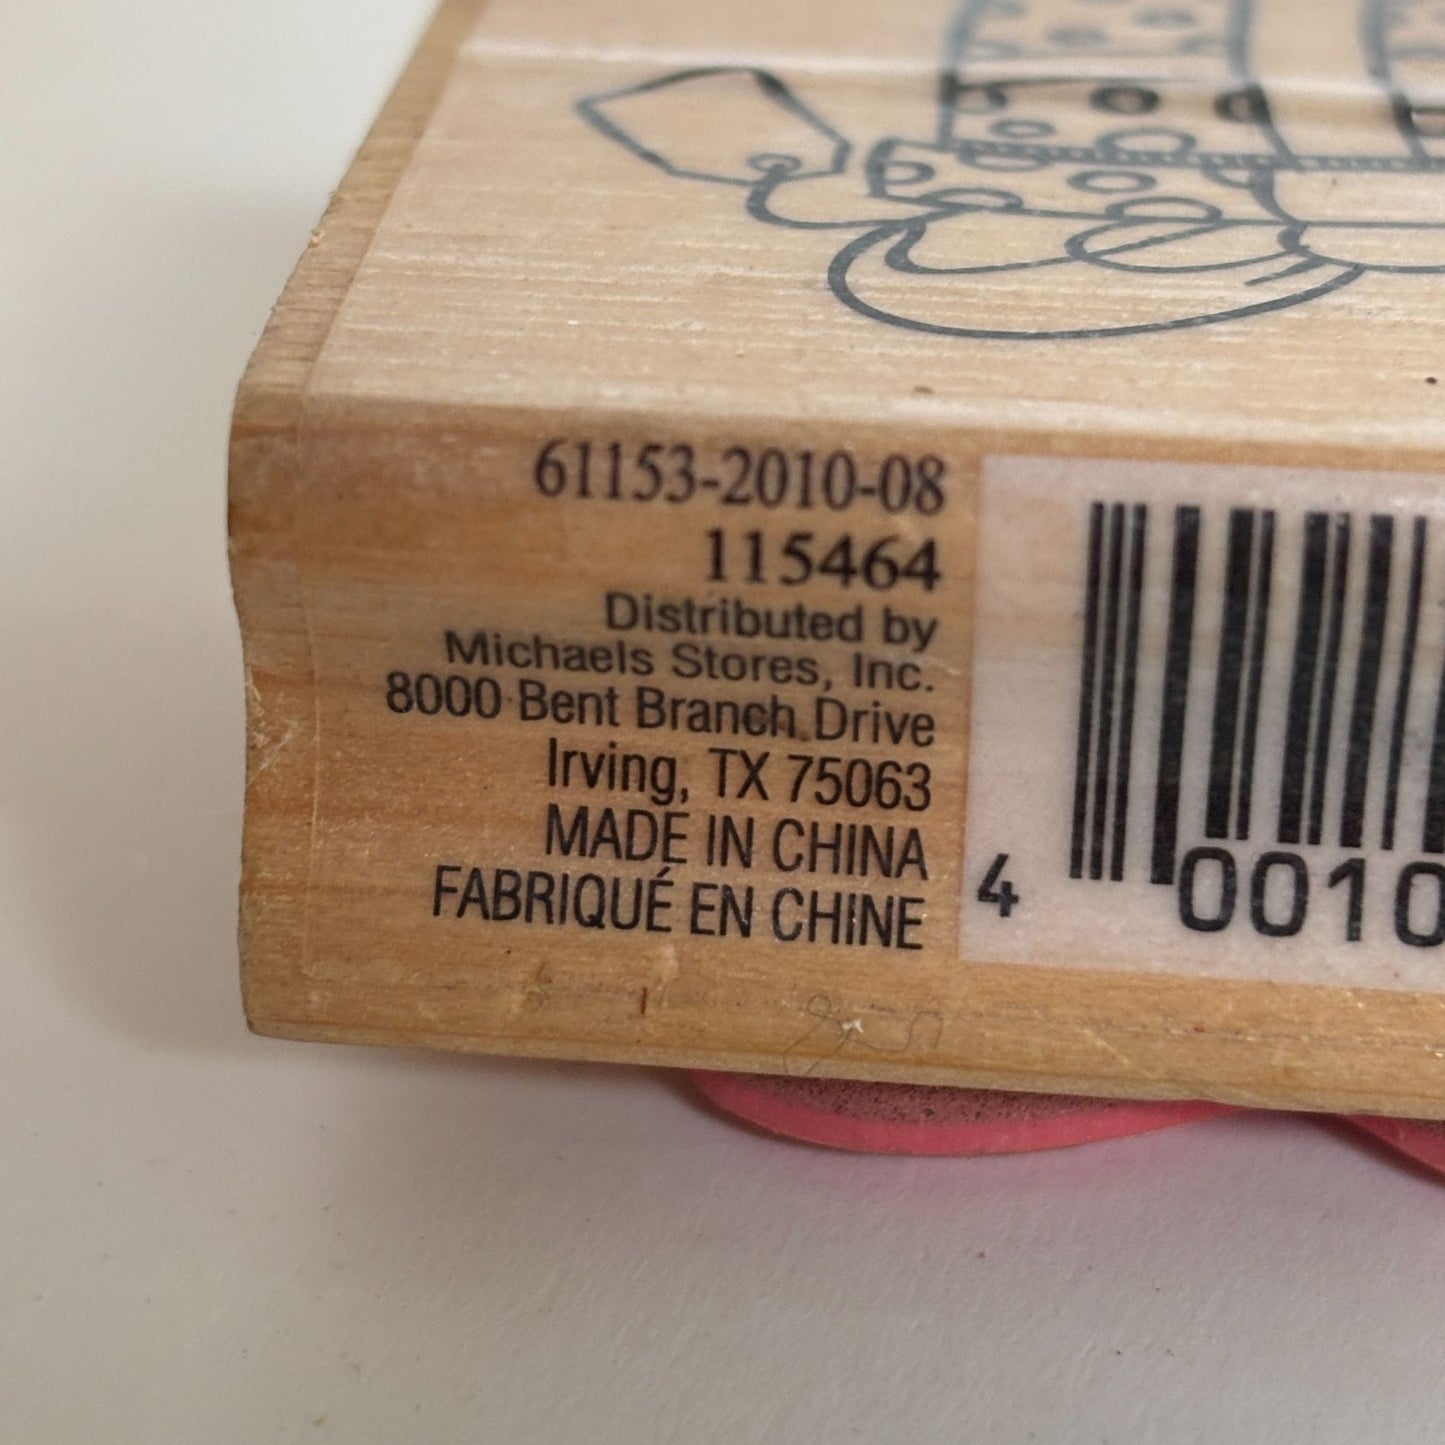 61153-2010-08
115464
Distributed by
Michaels Stores, Inc.
8000 Bent Branch Drive
Irving, TX 75063
MADE IN CHINA
FABRIQUÉ EN CHINE
4 0010